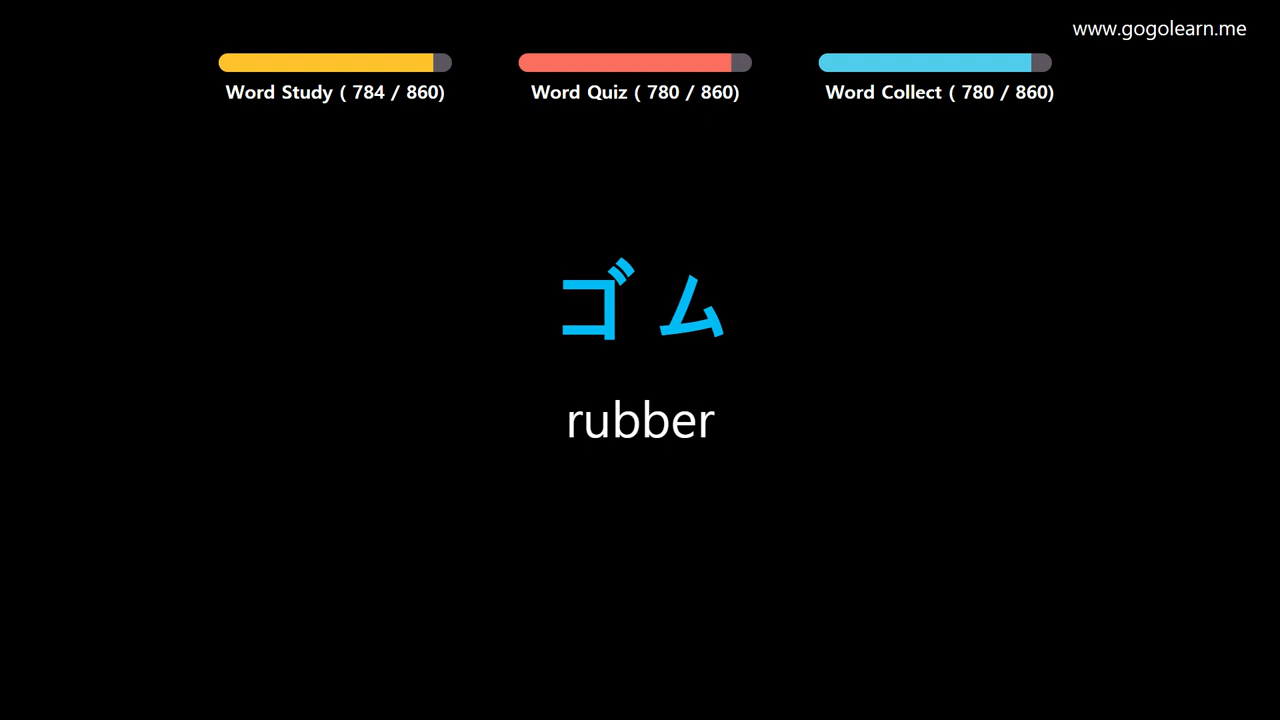 www.gogolearn.me
Word Study ( 784 / 860)
Word Quiz ( 780 / 860)
Word Collect ( 780 / 860)
ゴム
rubber